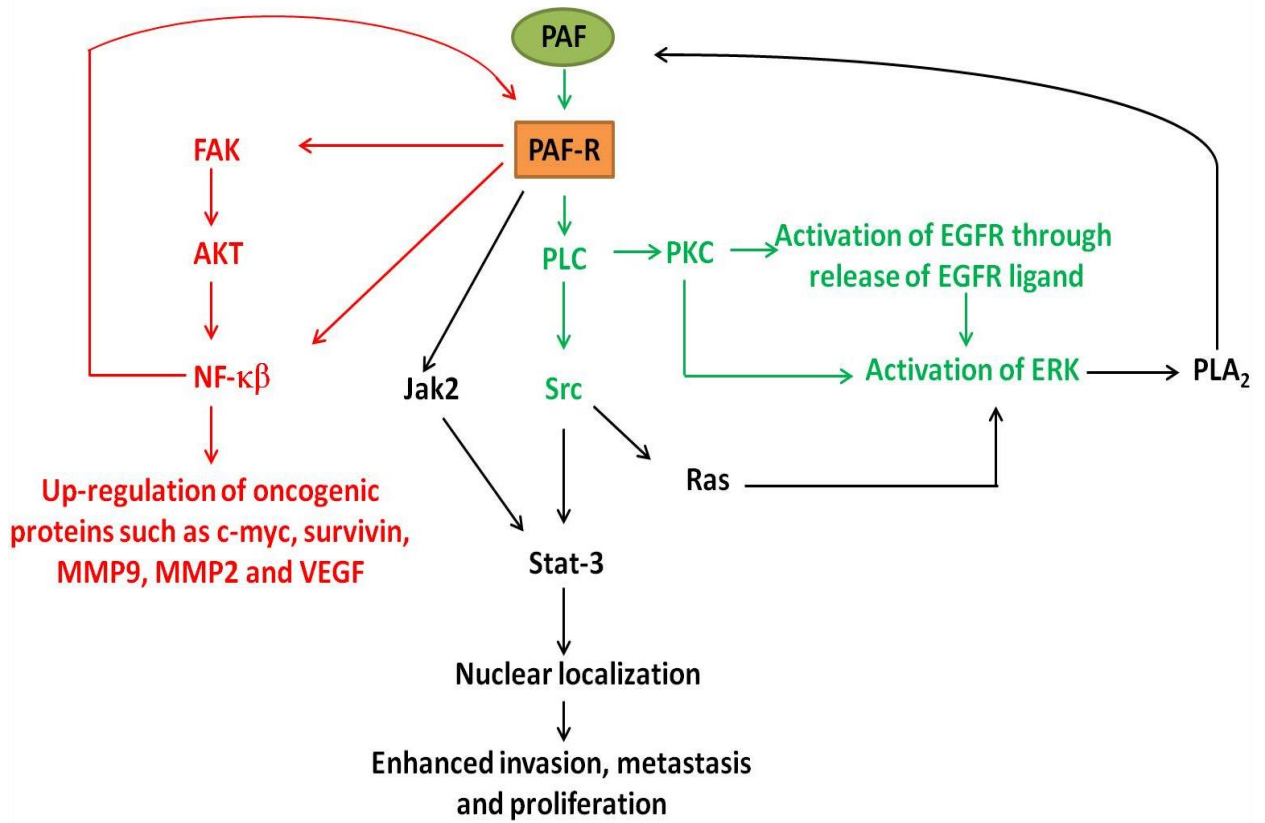 PAF
PAF-R
FAK
AKT
NF-κβ
Up-regulation of oncogenic
proteins such as c-myc, survivin,
MMP9, MMP2 and VEGF
Jak2
PLC
PKC
Activation of EGFR through
release of EGFR ligand
Src
Activation of ERK
PLA₂
Ras
Stat-3
Nuclear localization
Enhanced invasion, metastasis
and proliferation